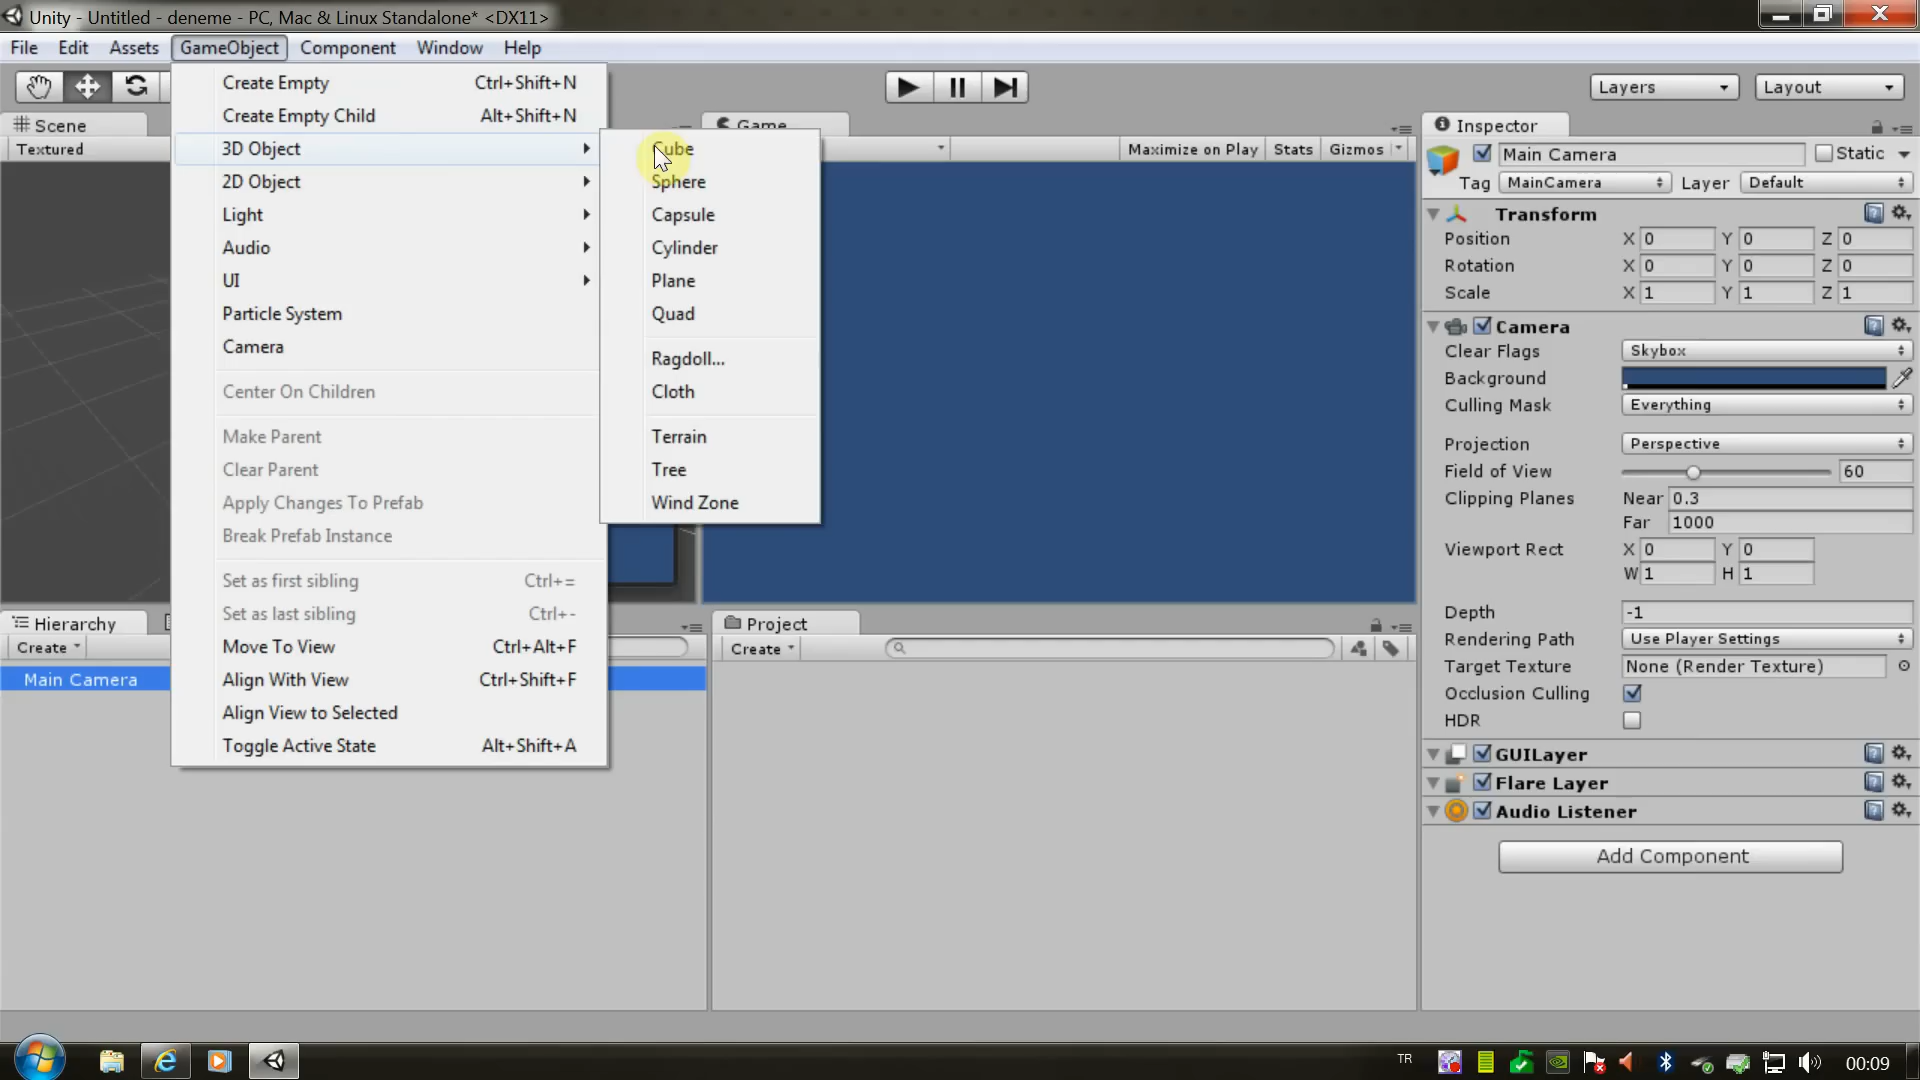 Unity - Untitled - deneme - PC, Mac & Linux Standalone* <DX11>
File Edit Assets GameObject Component Window Help
Layers Layout
Create Empty Ctrl+Shift+N
Create Empty Child Alt+Shift+N
3D Object
2D Object
Light
Audio
UI
Particle System
Camera
Center On Children
Make Parent
Clear Parent
Apply Changes To Prefab
Break Prefab Instance
Set as first sibling Ctrl+=
Set as last sibling Ctrl+-
Move To View Ctrl+Alt+F
Align With View Ctrl+Shift+F
Align View to Selected
Toggle Active State Alt+Shift+A
Cube
Sphere
Capsule
Cylinder
Plane
Quad
Ragdoll...
Cloth
Terrain
Tree
Wind Zone
Scene
Textured
Game
Maximize on Play Stats Gizmos
Hierarchy
Create
Main Camera
Project
Create
Inspector
Main Camera Static
Tag MainCamera Layer Default
Transform
Position X 0 Y 0 Z 0
Rotation X 0 Y 0 Z 0
Scale X 1 Y 1 Z 1
Camera
Clear Flags Skybox
Background
Culling Mask Everything
Projection Perspective
Field of View 60
Clipping Planes Near 0.3
Far 1000
Viewport Rect X 0 Y 0
W 1 H 1
Depth -1
Rendering Path Use Player Settings
Target Texture None (Render Texture)
Occlusion Culling
HDR
GUILayer
Flare Layer
Audio Listener
Add Component
TR 00:09